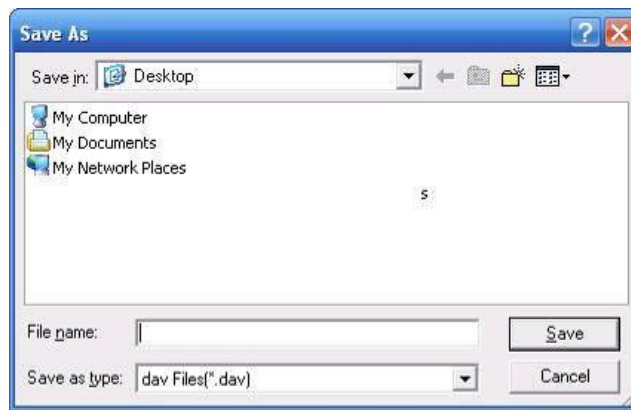 Save As
Save in: Desktop
My Computer
My Documents
My Network Places
s
File name: Save
Save as type: dav Files(*.dav) Cancel